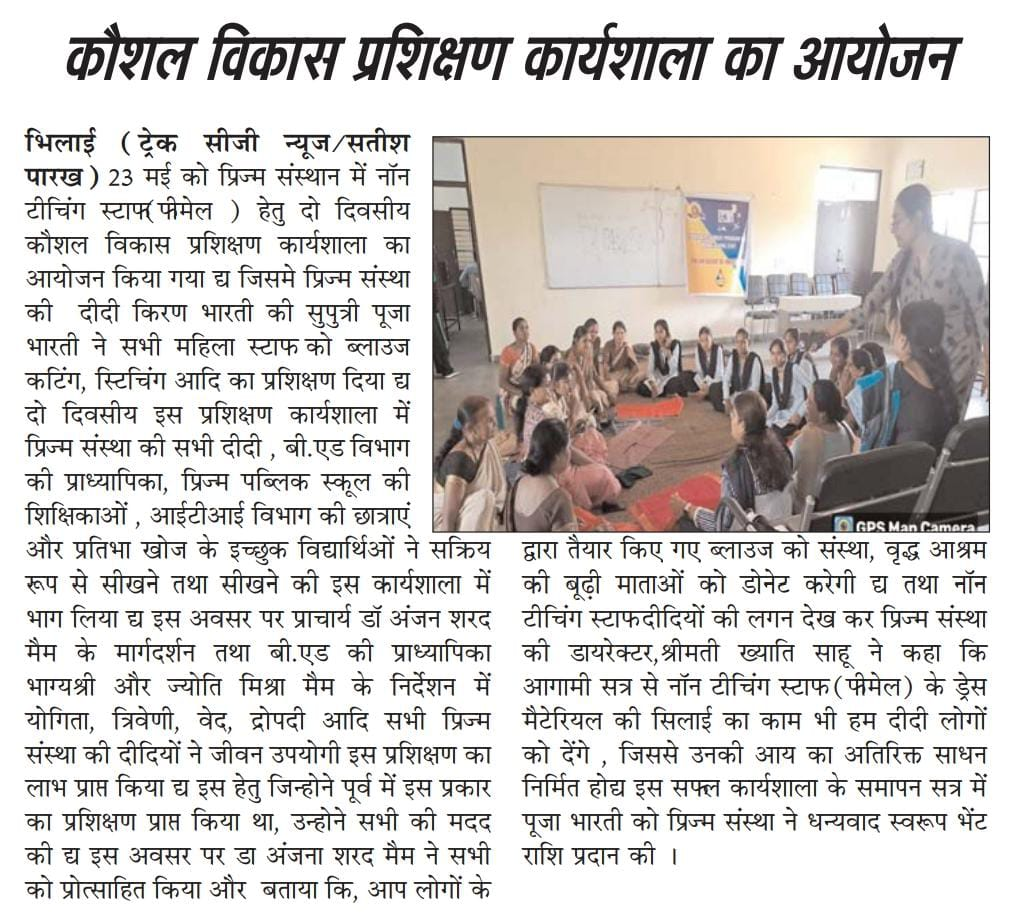 कौशल विकास प्रशिक्षण कार्यशाला का आयोजन
भिलाई (ट्रेक सीजी न्यूज/सतीश
पारख) 23 मई को प्रिज्म संस्थान में नॉन
टीचिंग स्टाफ(फीमेल ) हेतु दो दिवसीय
कौशल विकास प्रशिक्षण कार्यशाला का
आयोजन किया गया द्य जिसमे प्रिज्म संस्था
की दीदी किरण भारती की सुपुत्री पूजा
भारती ने सभी महिला स्टाफ को ब्लाउज
कटिंग, स्टिचिंग आदि का प्रशिक्षण दिया द्य
दो दिवसीय इस प्रशिक्षण कार्यशाला में
प्रिज्म संस्था की सभी दीदी , बी.एड विभाग
की प्राध्यापिका, प्रिज्म पब्लिक स्कूल की
शिक्षिकाओं , आईटीआई विभाग की छात्राएं
और प्रतिभा खोज के इच्छुक विद्यार्थिओं ने सक्रिय
रूप से सीखने तथा सीखने की इस कार्यशाला में
भाग लिया द्य इस अवसर पर प्राचार्य डॉ अंजन शरद
मैम के मार्गदर्शन तथा बी.एड की प्राध्यापिका
भाग्यश्री और ज्योति मिश्रा मैम के निर्देशन में
योगिता, त्रिवेणी, वेद, द्रोपदी आदि सभी प्रिज्म
संस्था की दीदियों ने जीवन उपयोगी इस प्रशिक्षण का
लाभ प्राप्त किया द्य इस हेतु जिन्होने पूर्व में इस प्रकार
का प्रशिक्षण प्राप्त किया था, उन्होने सभी की मदद
की द्य इस अवसर पर डा अंजना शरद मैम ने सभी
को प्रोत्साहित किया और बताया कि, आप लोगों के
GPS Map Camera
द्वारा तैयार किए गए ब्लाउज को संस्था, वृद्ध आश्रम
की बूढ़ी माताओं को डोनेट करेगी द्य तथा नॉन
टीचिंग स्टाफदीदियों की लगन देख कर प्रिज्म संस्था
की डायरेक्टर,श्रीमती ख्याति साहू ने कहा कि
आगामी सत्र से नॉन टीचिंग स्टाफ(फीमेल) के ड्रेस
मैटेरियल की सिलाई का काम भी हम दीदी लोगों
को देंगे , जिससे उनकी आय का अतिरिक्त साधन
निर्मित होद्य इस सफ्ल कार्यशाला के समापन सत्र में
पूजा भारती को प्रिज्म संस्था ने धन्यवाद स्वरूप भेंट
राशि प्रदान की ।